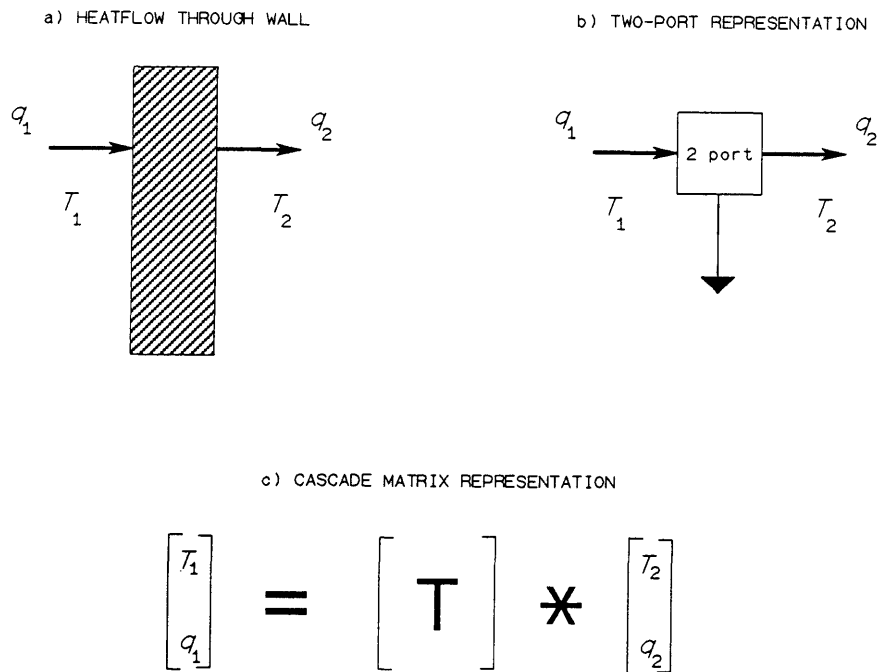 a) HEATFLOW THROUGH WALL
b) TWO-PORT REPRESENTATION
q1
q2
T1
T2
q1
2 port
q2
T1
T2
c) CASCADE MATRIX REPRESENTATION
T1
q1
=
T
*
T2
q2